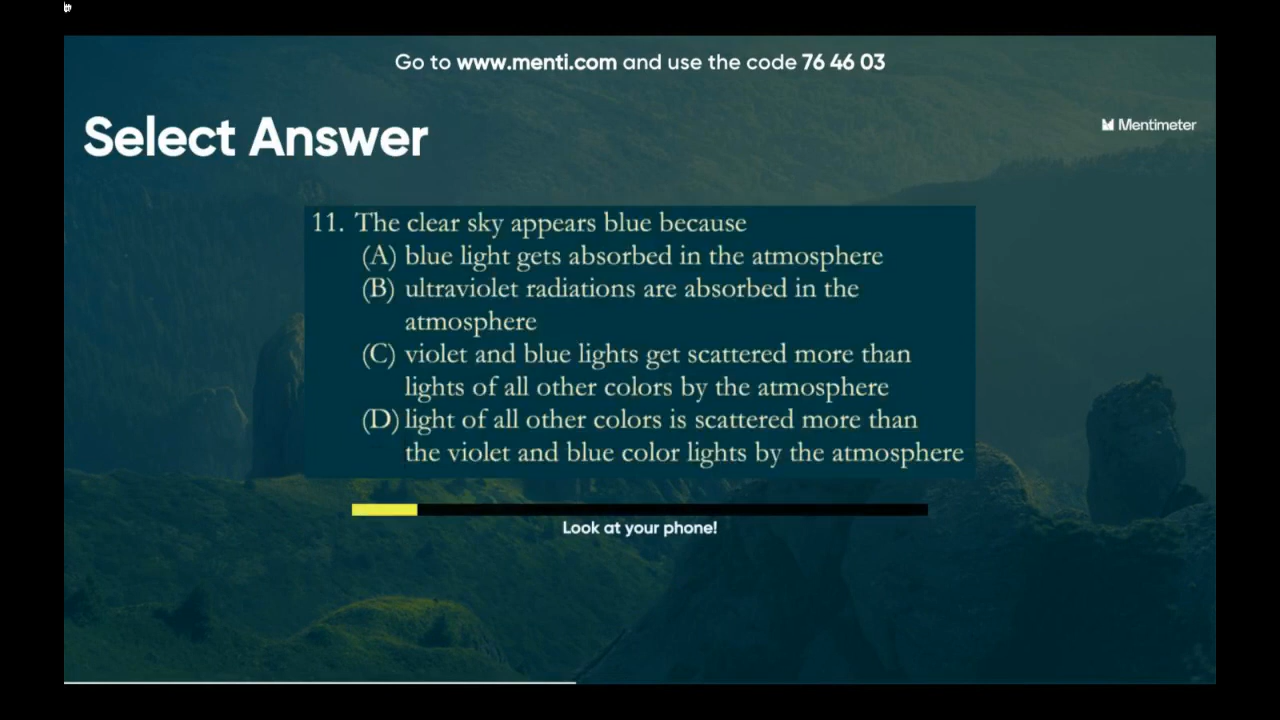 Go to www.menti.com and use the code 76 46 03
Select Answer
Mentimeter
11. The clear sky appears blue because
(A) blue light gets absorbed in the atmosphere
(B) ultraviolet radiations are absorbed in the
atmosphere
(C) violet and blue lights get scattered more than
lights of all other colors by the atmosphere
(D) light of all other colors is scattered more than
the violet and blue color lights by the atmosphere
Look at your phone!